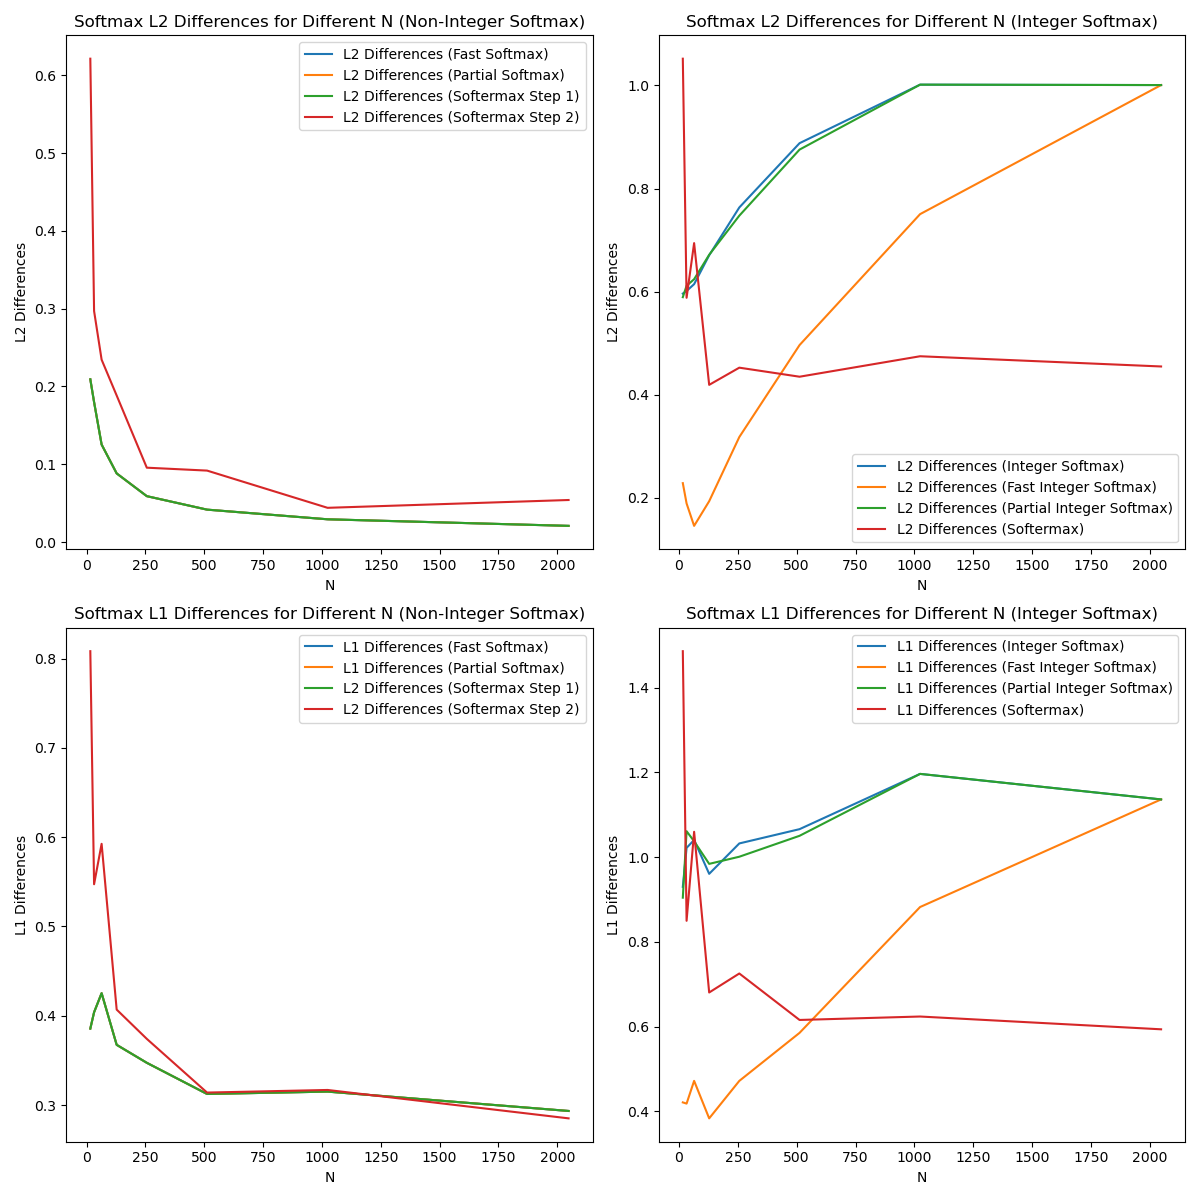 Softmax L2 Differences for Different N (Non-Integer Softmax)
L2 Differences
0.6
0.5
0.4
0.3
0.2
0.1
0.0
L2 Differences (Fast Softmax)
L2 Differences (Partial Softmax)
L2 Differences (Softermax Step 1)
L2 Differences (Softermax Step 2)
0 250 500 750 1000 1250 1500 1750 2000
N
Softmax L2 Differences for Different N (Integer Softmax)
L2 Differences
1.0
0.8
0.6
0.4
0.2
L2 Differences (Integer Softmax)
L2 Differences (Fast Integer Softmax)
L2 Differences (Partial Integer Softmax)
L2 Differences (Softermax)
0 250 500 750 1000 1250 1500 1750 2000
N
Softmax L1 Differences for Different N (Non-Integer Softmax)
L1 Differences
0.8
0.7
0.6
0.5
0.4
0.3
L1 Differences (Fast Softmax)
L1 Differences (Partial Softmax)
L2 Differences (Softermax Step 1)
L2 Differences (Softermax Step 2)
0 250 500 750 1000 1250 1500 1750 2000
N
Softmax L1 Differences for Different N (Integer Softmax)
L1 Differences
1.4
1.2
1.0
0.8
0.6
0.4
L1 Differences (Integer Softmax)
L1 Differences (Fast Integer Softmax)
L1 Differences (Partial Integer Softmax)
L1 Differences (Softermax)
0 250 500 750 1000 1250 1500 1750 2000
N